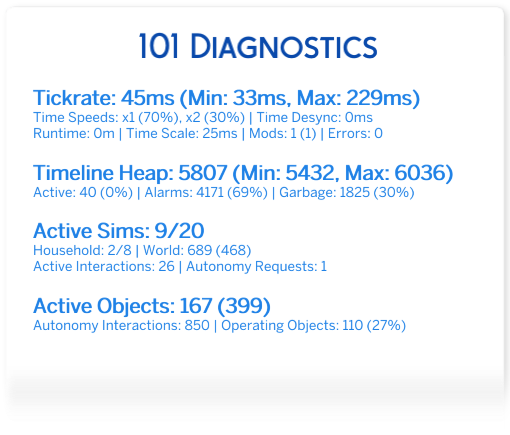 101 Diagnostics
Tickrate: 45ms (Min: 33ms, Max: 229ms)
Time Speeds: x1 (70%), x2 (30%) | Time Desync: 0ms
Runtime: 0m | Time Scale: 25ms | Mods: 1 (1) | Errors: 0
Timeline Heap: 5807 (Min: 5432, Max: 6036)
Active: 40 (0%) | Alarms: 4171 (69%) | Garbage: 1825 (30%)
Active Sims: 9/20
Household: 2/8 | World: 689 (468)
Active Interactions: 26 | Autonomy Requests: 1
Active Objects: 167 (399)
Autonomy Interactions: 850 | Operating Objects: 110 (27%)